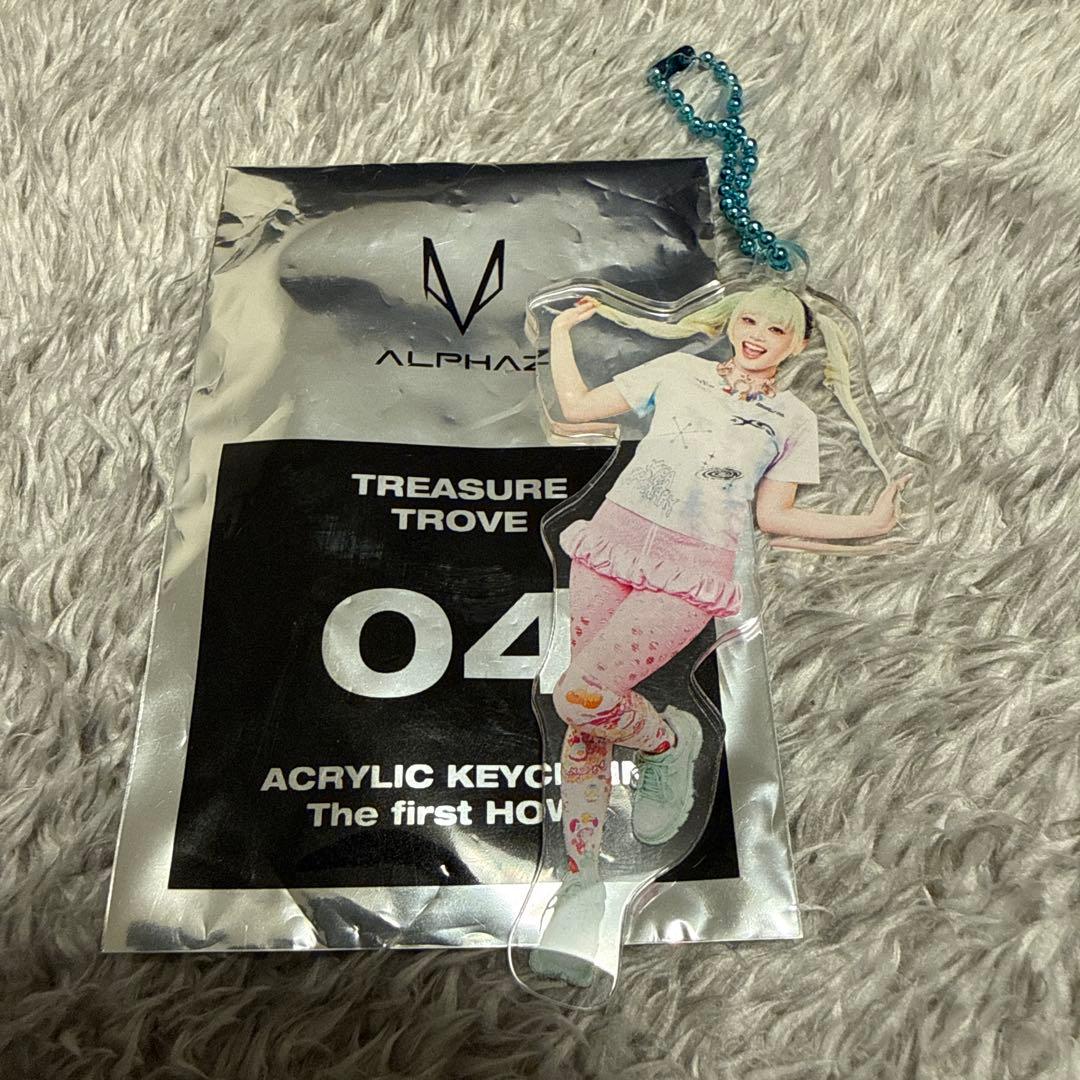 ALPHAZ
TREASURE
TROVE
04
ACRYLIC
The first